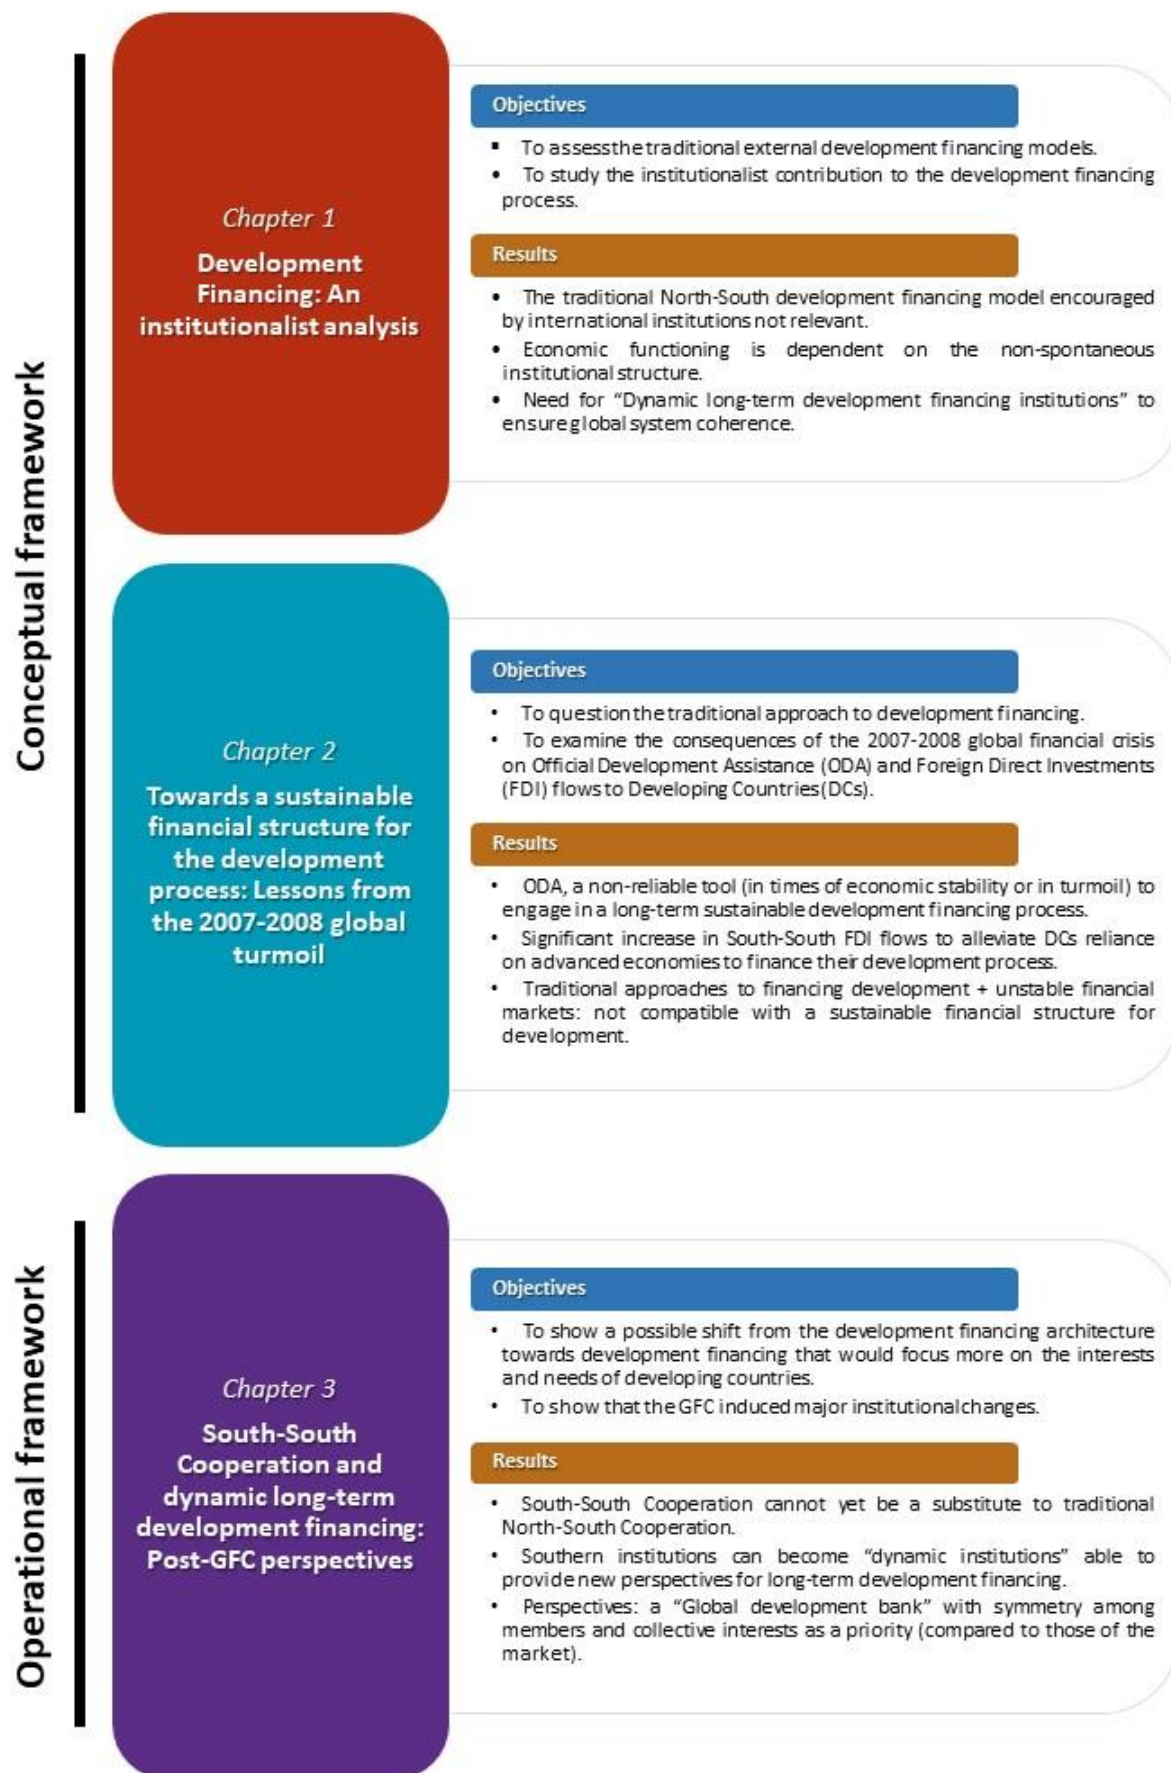 Conceptual framework
Chapter 1
Development
Financing: An
institutionalist analysis
Objectives
▪ To assess the traditional external development financing models.
• To study the institutionalist contribution to the development financing
process.
Results
• The traditional North-South development financing model encouraged
by international institutions not relevant.
• Economic functioning is dependent on the non-spontaneous
institutional structure.
• Need for “Dynamic long-term development financing institutions” to
ensure global system coherence.
Chapter 2
Towards a sustainable
financial structure for
the development
process: Lessons from
the 2007-2008 global
turmoil
Objectives
• To question the traditional approach to development financing.
• To examine the consequences of the 2007-2008 global financial crisis
on Official Development Assistance (ODA) and Foreign Direct Investments
(FDI) flows to Developing Countries (DCs).
Results
• ODA, a non-reliable tool (in times of economic stability or in turmoil) to
engage in a long-term sustainable development financing process.
• Significant increase in South-South FDI flows to alleviate DCs reliance
on advanced economies to finance their development process.
• Traditional approaches to financing development + unstable financial
markets: not compatible with a sustainable financial structure for
development.
Operational framework
Chapter 3
South-South
Cooperation and
dynamic long-term
development financing:
Post-GFC perspectives
Objectives
• To show a possible shift from the development financing architecture
towards development financing that would focus more on the interests
and needs of developing countries.
• To show that the GFC induced major institutional changes.
Results
• South-South Cooperation cannot yet be a substitute to traditional
North-South Cooperation.
• Southern institutions can become “dynamic institutions” able to
provide new perspectives for long-term development financing.
• Perspectives: a “Global development bank” with symmetry among
members and collective interests as a priority (compared to those of the
market).